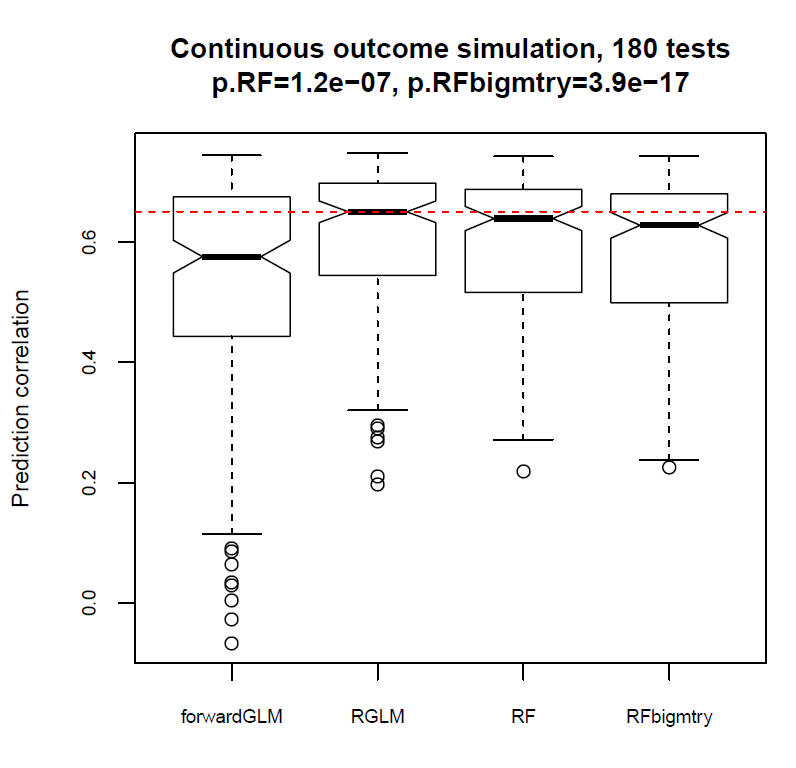 Continuous outcome simulation, 180 tests
p.RF=1.2e−07, p.RFbigmtry=3.9e−17
Prediction correlation
0.6
0.4
0.2
0.0
forwardGLM RGLM RF RFbigmtry